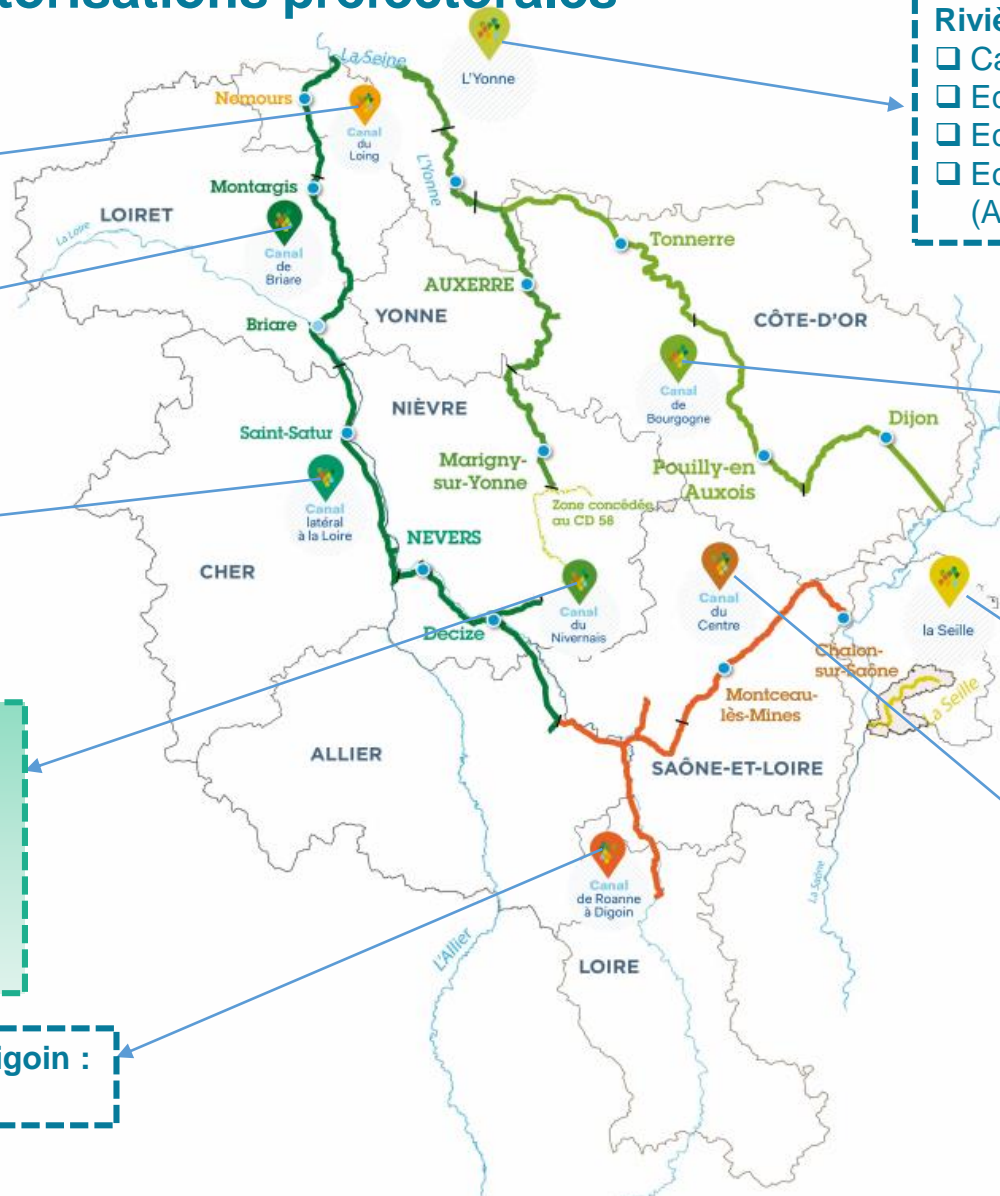 torisations préfectorales
Riviè
❑ Ca
❑ Ec
❑ Ec
❑ Ec
(A
La Seine
L'Yonne
Nemours
Canal
du
Loing
L'Yonne
Montargis
LOIRET
La Loire
Canal
de
Briare
Tonnerre
AUXERRE
Briare
YONNE
CÔTE-D'OR
Canal
de
Bourgogne
NIÈVRE
Saint-Satur
Dijon
Marigny-
sur-Yonne
Pouilly-en
Auxois
Canal
latéral
à la Loire
Zone concédée
au CD 58
NEVERS
CHER
Canal
du
Nivernais
Canal
du
Centre
la Seille
Decize
Chalon-
sur-Saône
Montceau-
lès-Mines
La Seille
ALLIER
SAÔNE-ET-LOIRE
La Saône
Canal
de Roanne
à Digoin
L'Allier
LOIRE
igoin :